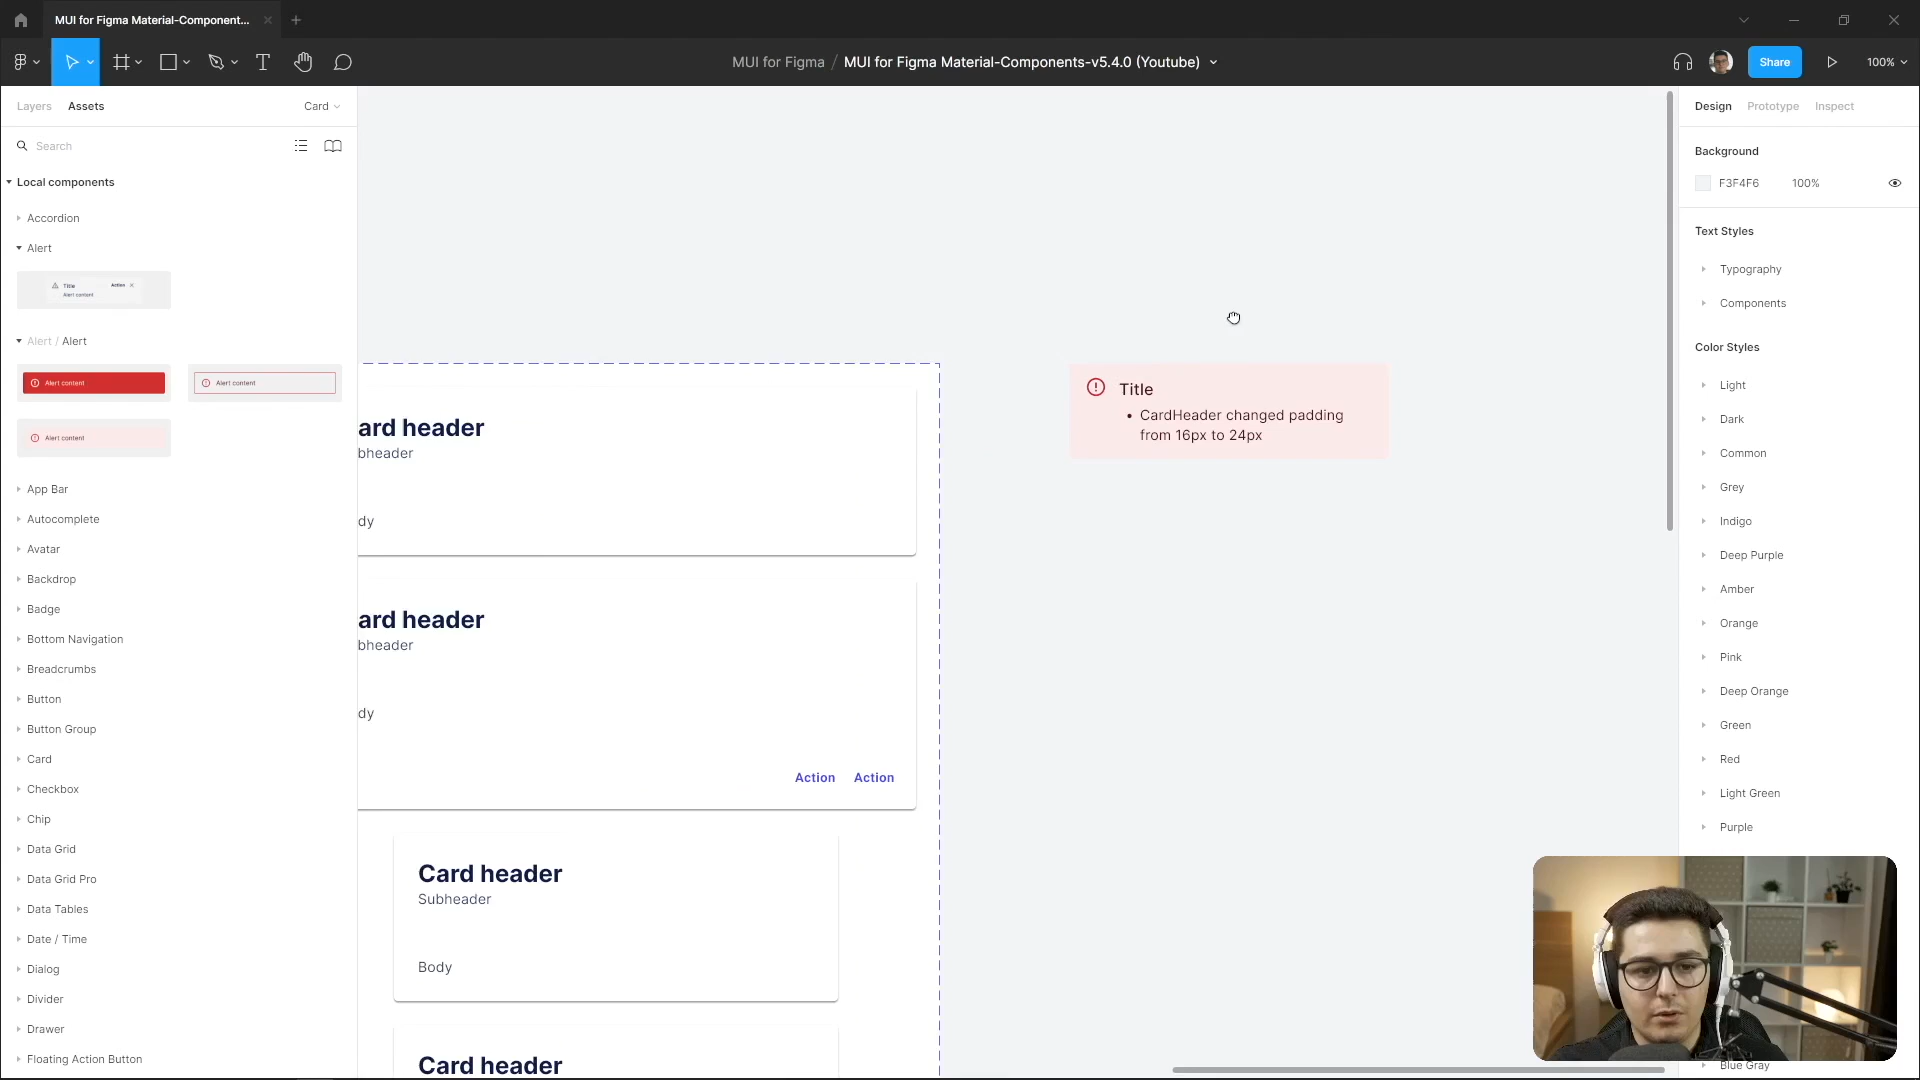 MUI for Figma Material-Component...
MUI for Figma / MUI for Figma Material-Components-v5.4.0 (Youtube)
Share
100%
Layers
Assets
Card
Search
Local components
Accordion
Alert
Title
Action
Alert content
Alert / Alert
Alert content
Alert content
Alert content
App Bar
Autocomplete
Avatar
Backdrop
Badge
Bottom Navigation
Breadcrumbs
Button
Button Group
Card
Checkbox
Chip
Data Grid
Data Grid Pro
Data Tables
Date / Time
Dialog
Divider
Drawer
Floating Action Button
ard header
bheader
dy
ard header
bheader
dy
Action Action
Card header
Subheader
Body
Card header
Title
• CardHeader changed padding
from 16px to 24px
Design
Prototype
Inspect
Background
F3F4F6 100%
Text Styles
Typography
Components
Color Styles
Light
Dark
Common
Grey
Indigo
Deep Purple
Amber
Orange
Pink
Deep Orange
Green
Red
Light Green
Purple
Blue Gray